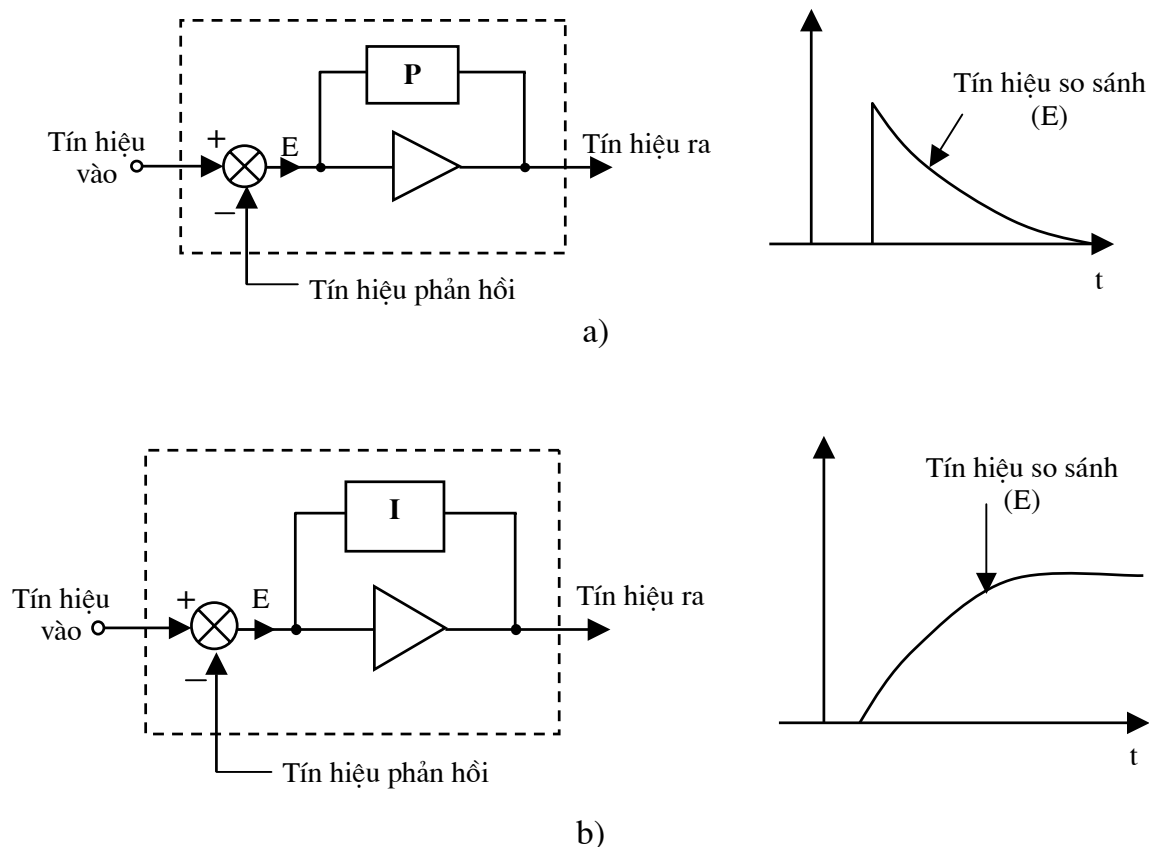 P
Tín hiệu so sánh
(E)
Tín hiệu
vào
+
E
Tín hiệu ra
–
t
Tín hiệu phản hồi
a)
I
Tín hiệu so sánh
(E)
Tín hiệu
vào
+
E
Tín hiệu ra
–
t
Tín hiệu phản hồi
b)